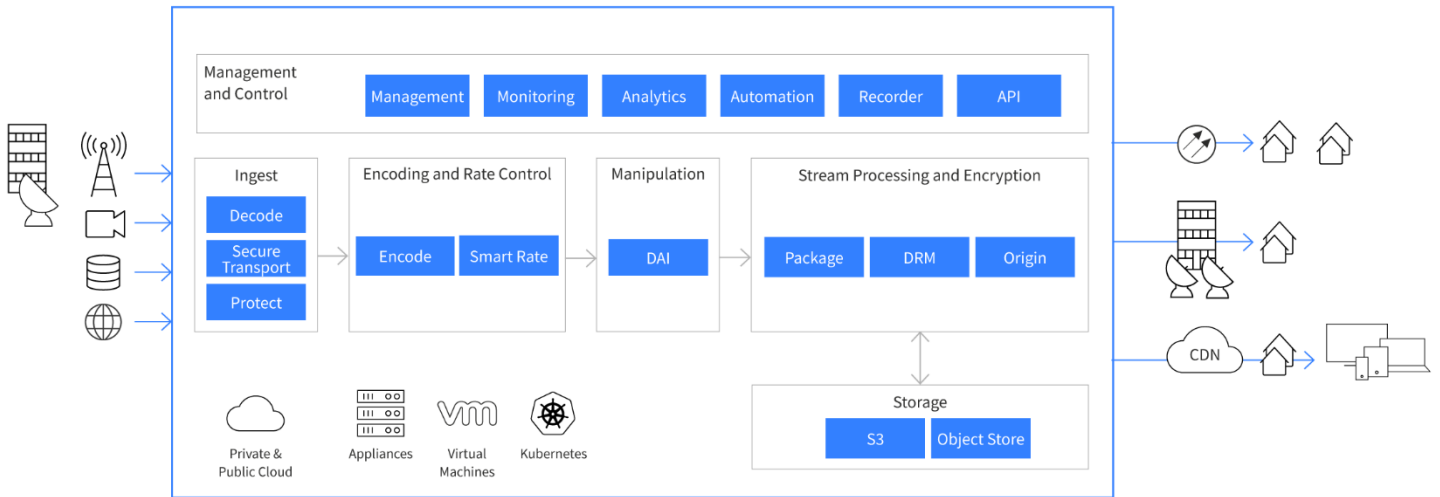 Management
and Control
Management
Monitoring
Analytics
Automation
Recorder
API
Ingest
Decode
Secure
Transport
Protect
Encoding and Rate Control
Encode
Smart Rate
Manipulation
DAI
Stream Processing and Encryption
Package
DRM
Origin
CDN
Storage
S3
Object Store
Private &
Public Cloud
Appliances
vm
Virtual
Machines
Kubernetes